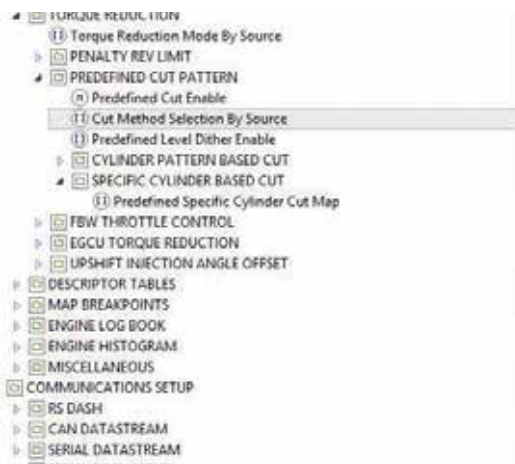 TORQUE REDUCTION
Torque Reduction Mode By Source
PENALTY REV LIMIT
PREDEFINED CUT PATTERN
Predefined Cut Enable
Cut Method Selection By Source
Predefined Level Dither Enable
CYLINDER PATTERN BASED CUT
SPECIFIC CYLINDER BASED CUT
Predefined Specific Cylinder Cut Map
FBW THROTTLE CONTROL
EGCU TORQUE REDUCTION
UPSHIFT INJECTION ANGLE OFFSET
DESCRIPTOR TABLES
MAP BREAKPOINTS
ENGINE LOG BOOK
ENGINE HISTOGRAM
MISCELLANEOUS
COMMUNICATIONS SETUP
RS DASH
CAN DATASTREAM
SERIAL DATASTREAM